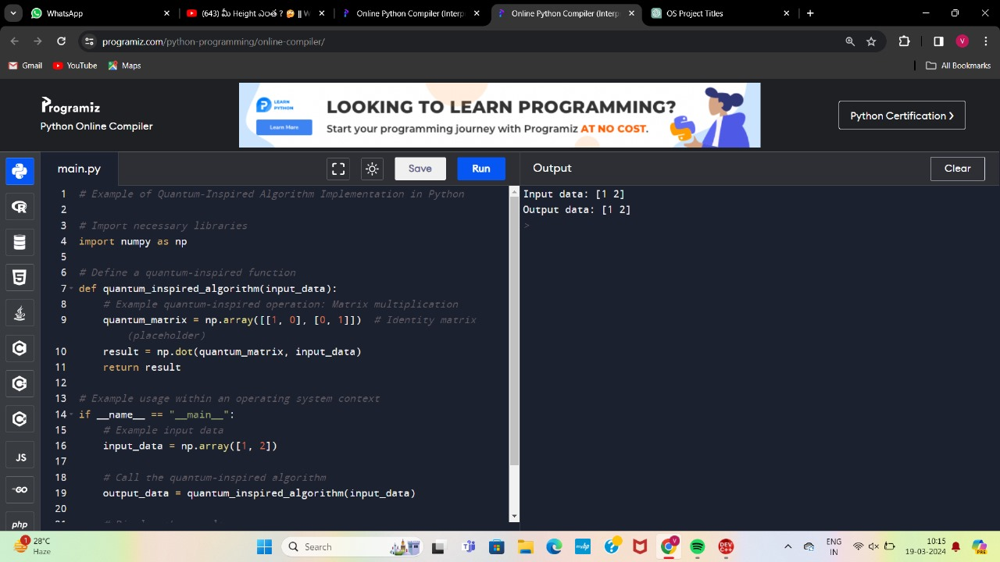 WhatsApp
(643) మీ Height ఎంత ? 🤔 || W
Online Python Compiler (Interp
Online Python Compiler (Interp
OS Project Titles
programiz.com/python-programming/online-compiler/
Gmail
YouTube
Maps
All Bookmarks
Programiz
Python Online Compiler
LEARN
PYTHON
Learn More
LOOKING TO LEARN PROGRAMMING?
Start your programming journey with Programiz AT NO COST.
Python Certification >
main.py
Save
Run
Output
Clear
1 # Example of Quantum-Inspired Algorithm Implementation in Python
2
3 # Import necessary libraries
4 import numpy as np
5
6 # Define a quantum-inspired function
7 def quantum_inspired_algorithm(input_data):
8 # Example quantum-inspired operation: Matrix multiplication
9 quantum_matrix = np.array([[1, 0], [0, 1]]) # Identity matrix
(placeholder)
10 result = np.dot(quantum_matrix, input_data)
11 return result
12
13 # Example usage within an operating system context
14 if __name__ == "__main__":
15 # Example input data
16 input_data = np.array([1, 2])
17
18 # Call the quantum-inspired algorithm
19 output_data = quantum_inspired_algorithm(input_data)
20
Input data: [1 2]
Output data: [1 2]
>
R
JS
GO
php
1
28°C
Haze
Search
myhp
DEV
C++
ENG
IN
10:15
19-03-2024
PRE